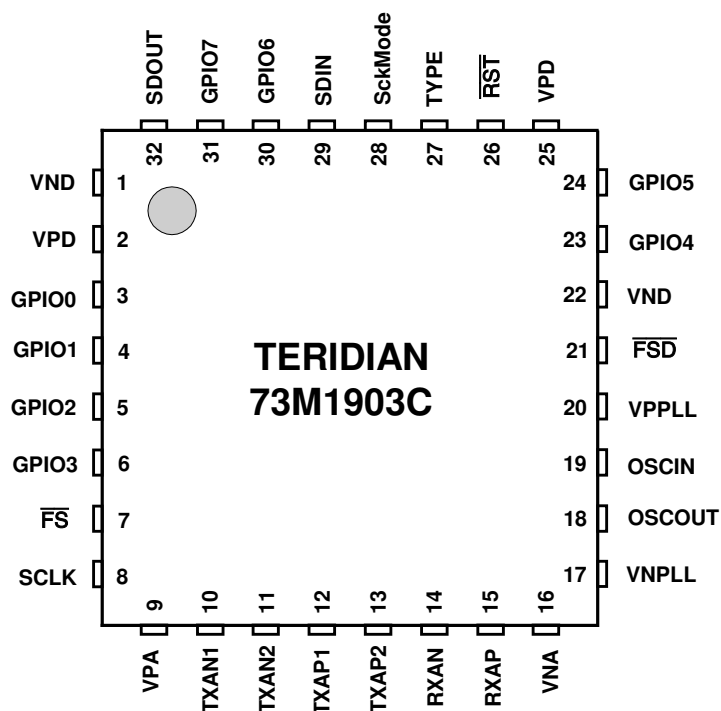 SDOUT
GPIO7
GPIO6
SDIN
SckMode
TYPE
R̅S̅T̅
VPD
32
31
30
29
28
27
26
25
VND 1
VPD 2
GPIO0 3
GPIO1 4
GPIO2 5
GPIO3 6
F̅S̅ 7
SCLK 8
TERIDIAN
73M1903C
24 GPIO5
23 GPIO4
22 VND
21 F̅S̅D̅
20 VPPLL
19 OSCIN
18 OSCOUT
17 VNPLL
9
10
11
12
13
14
15
16
VPA
TXAN1
TXAN2
TXAP1
TXAP2
RXAN
RXAP
VNA